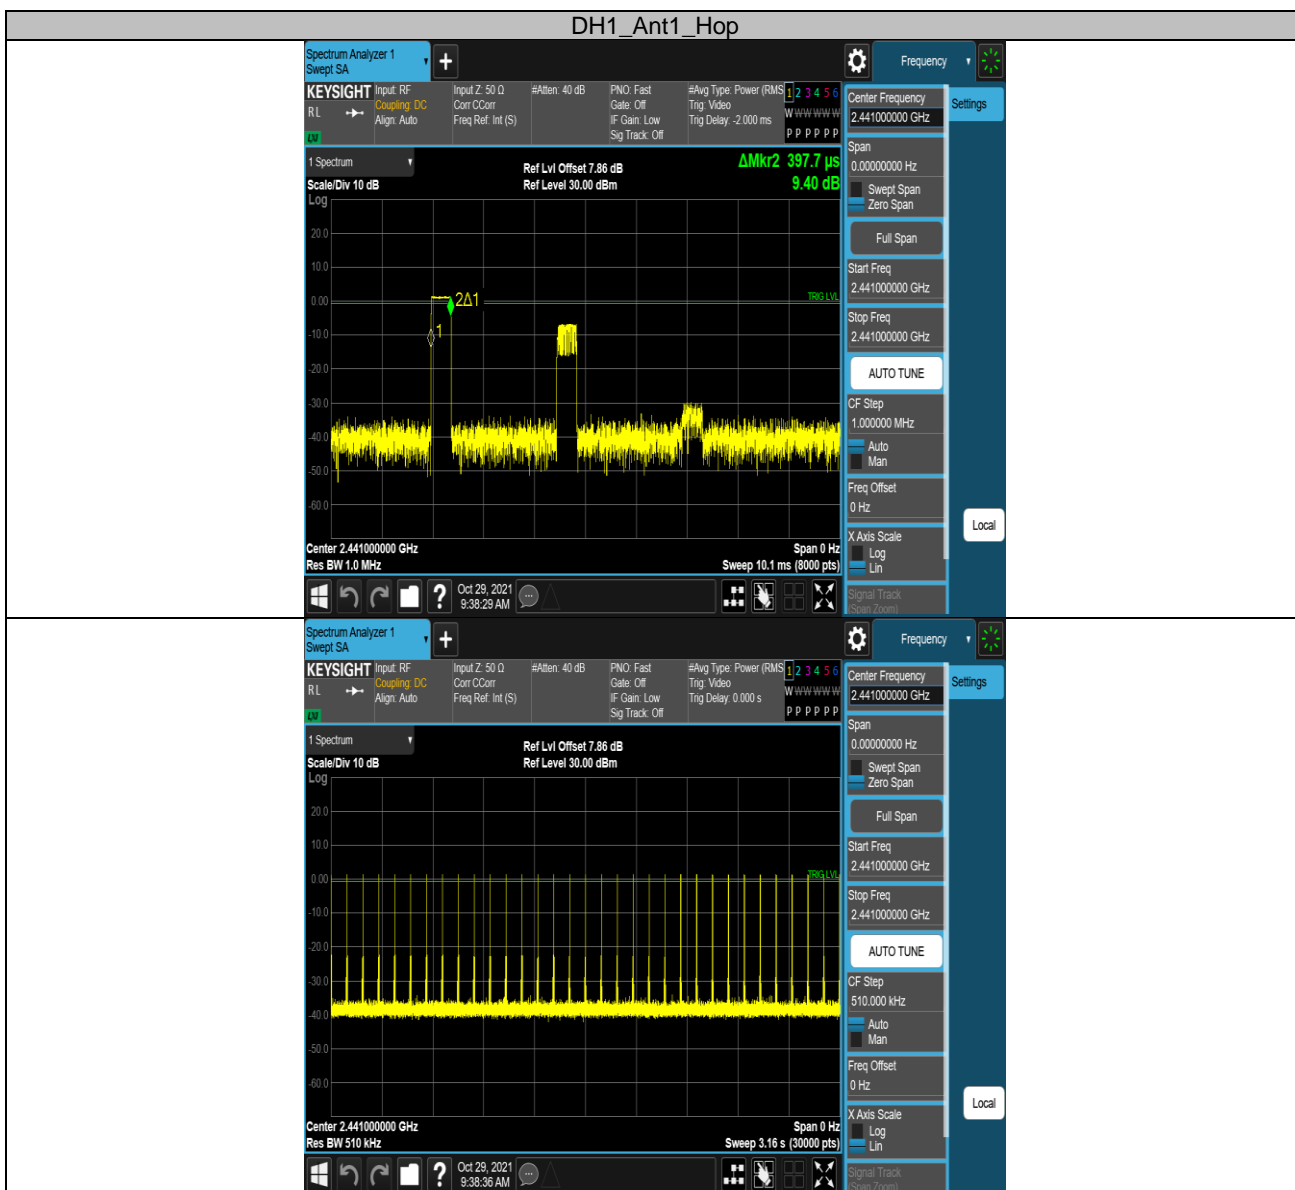 DH1_Ant1_Hop
Spectrum Analyzer 1
Swept SA
+
Frequency
KEYSIGHT
RL
Input: RF
Coupling: DC
Align: Auto
Input Z: 50 Ω
Corr CCorr
Freq Ref: Int (S)
#Atten: 40 dB
PNO: Fast
Gate: Off
IF Gain: Low
Sig Track: Off
#Avg Type: Power (RMS
Trig: Video
Trig Delay: -2.000 ms
1 2 3 4 5 6
W W W W W W
P P P P P P
Center Frequency
2.441000000 GHz
Settings
1 Spectrum
Scale/Div 10 dB
Log
Ref Lvl Offset 7.86 dB
Ref Level 30.00 dBm
ΔMkr2 397.7 µs
9.40 dB
Span
0.00000000 Hz
Swept Span
Zero Span
Full Span
Start Freq
2.441000000 GHz
Stop Freq
2.441000000 GHz
AUTO TUNE
CF Step
1.000000 MHz
Auto
Man
Freq Offset
0 Hz
X Axis Scale
Log
Lin
Signal Track
(Span Zoom)
Local
20.0
10.0
0.00
-10.0
-20.0
-30.0
-40.0
-50.0
-60.0
2Δ1
1
TRIG LVL
Center 2.441000000 GHz
Res BW 1.0 MHz
Span 0 Hz
Sweep 10.1 ms (8000 pts)
?
Oct 29, 2021
9:38:29 AM
Spectrum Analyzer 1
Swept SA
+
Frequency
KEYSIGHT
RL
Input: RF
Coupling: DC
Align: Auto
Input Z: 50 Ω
Corr CCorr
Freq Ref: Int (S)
#Atten: 40 dB
PNO: Fast
Gate: Off
IF Gain: Low
Sig Track: Off
#Avg Type: Power (RMS
Trig: Video
Trig Delay: 0.000 s
1 2 3 4 5 6
W W W W W W
P P P P P P
Center Frequency
2.441000000 GHz
Settings
1 Spectrum
Scale/Div 10 dB
Log
Ref Lvl Offset 7.86 dB
Ref Level 30.00 dBm
Span
0.00000000 Hz
Swept Span
Zero Span
Full Span
Start Freq
2.441000000 GHz
Stop Freq
2.441000000 GHz
AUTO TUNE
CF Step
510.000 kHz
Auto
Man
Freq Offset
0 Hz
X Axis Scale
Log
Lin
Signal Track
(Span Zoom)
Local
20.0
10.0
0.00
-10.0
-20.0
-30.0
-40.0
-50.0
-60.0
TRIG LVL
Center 2.441000000 GHz
Res BW 510 kHz
Span 0 Hz
Sweep 3.16 s (30000 pts)
?
Oct 29, 2021
9:38:36 AM